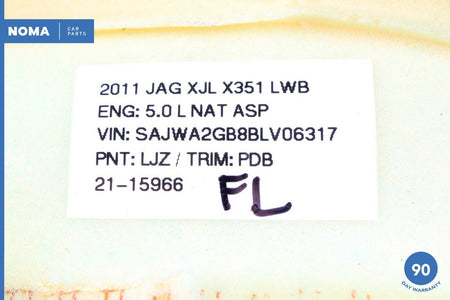 NOMA CAR PARTS
2011 JAG XJL X351 LWB
ENG: 5.0 L NAT ASP
VIN: SAJWA2GB8BLV06317
PNT: LJZ / TRIM: PDB
21-15966
FL
90
DAY WARRANTY